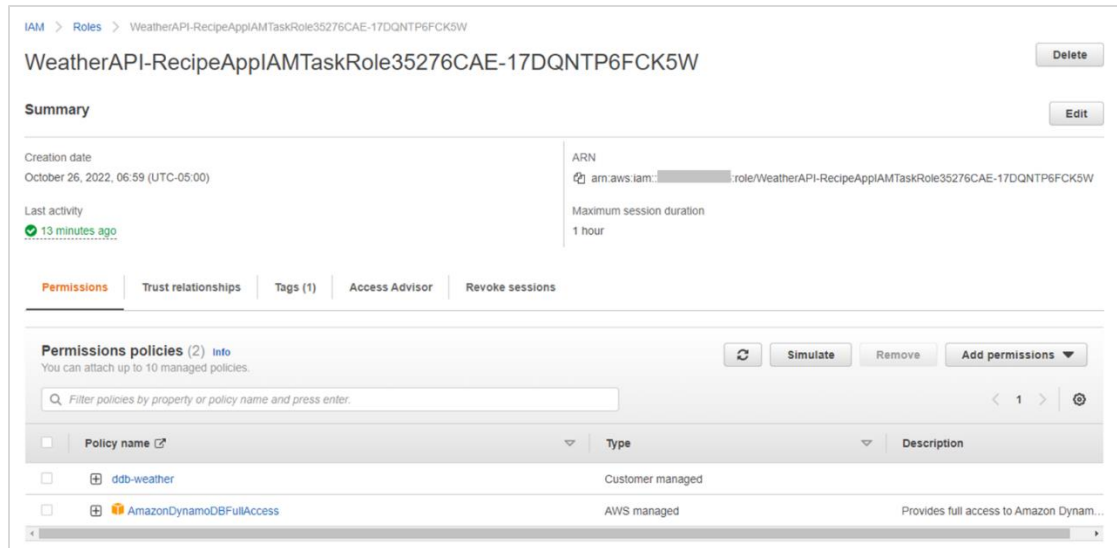 IAM > Roles > WeatherAPI-RecipeAppIAMTaskRole35276CAE-17DQNTP6FCK5W
WeatherAPI-RecipeAppIAMTaskRole35276CAE-17DQNTP6FCK5W
Delete
Summary
Edit
Creation date
October 26, 2022, 06:59 (UTC-05:00)
ARN
arn:aws:iam:: :role/WeatherAPI-RecipeAppIAMTaskRole35276CAE-17DQNTP6FCK5W
Last activity
13 minutes ago
Maximum session duration
1 hour
Permissions Trust relationships Tags (1) Access Advisor Revoke sessions
Permissions policies (2) Info
You can attach up to 10 managed policies.
Simulate Remove Add permissions
Filter policies by property or policy name and press enter.
< 1 >
Policy name Type Description
ddb-weather Customer managed
AmazonDynamoDBFullAccess AWS managed Provides full access to Amazon Dynam...